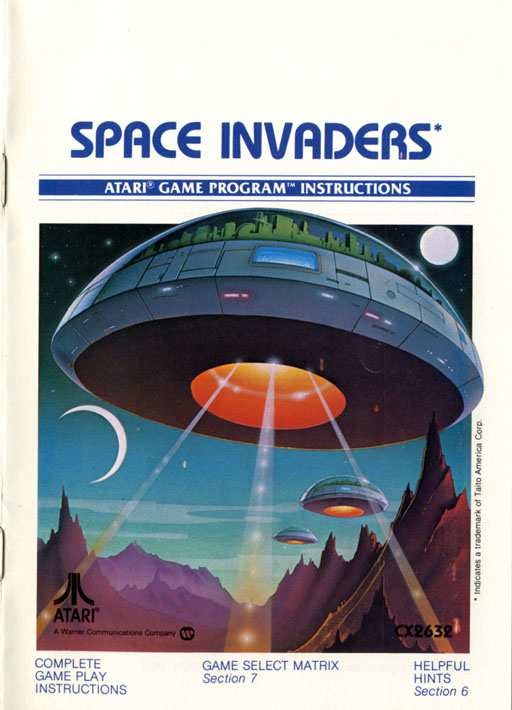 SPACE INVADERS*
ATARI® GAME PROGRAM™ INSTRUCTIONS
* Indicates a trademark of Taito America Corp.
ATARI®
A Warner Communications Company
CX2632
COMPLETE
GAME PLAY
INSTRUCTIONS
GAME SELECT MATRIX
Section 7
HELPFUL
HINTS
Section 6